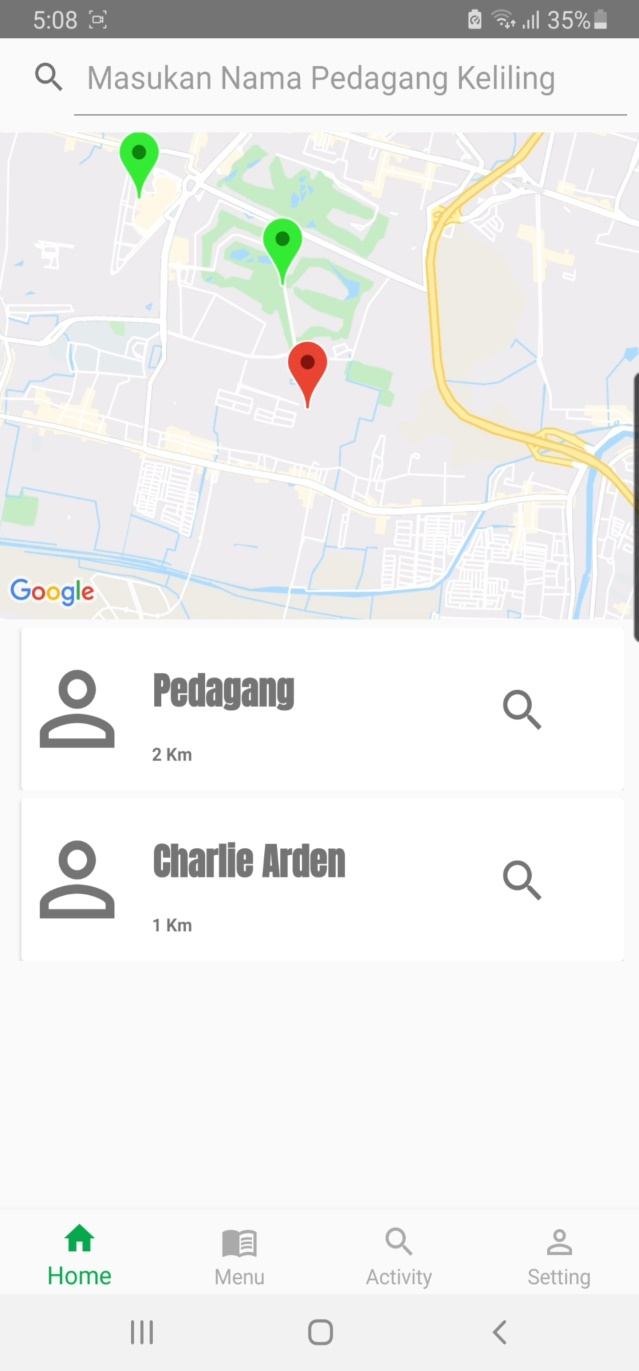 5:08
35%
Masukan Nama Pedagang Keliling
Google
Pedagang
2 Km
Charlie Arden
1 Km
Home
Menu
Activity
Setting